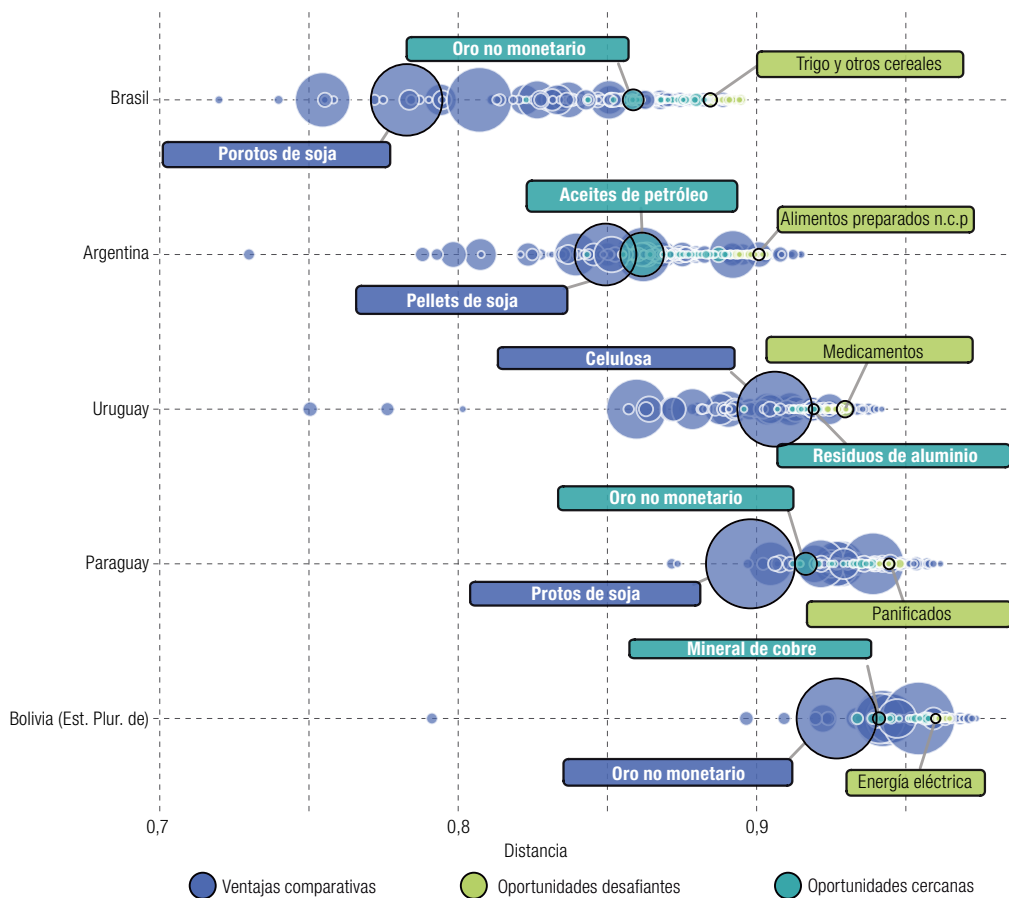 Oro no monetario
Trigo y otros cereales
Brasil
Porotos de soja
Aceites de petróleo
Alimentos preparados n.c.p
Argentina
Pellets de soja
Celulosa
Medicamentos
Uruguay
Residuos de aluminio
Oro no monetario
Paraguay
Protos de soja
Panificados
Mineral de cobre
Bolivia (Est. Plur. de)
Oro no monetario
Energía eléctrica
0,7
0,8
0,9
Distancia
Ventajas comparativas
Oportunidades desafiantes
Oportunidades cercanas